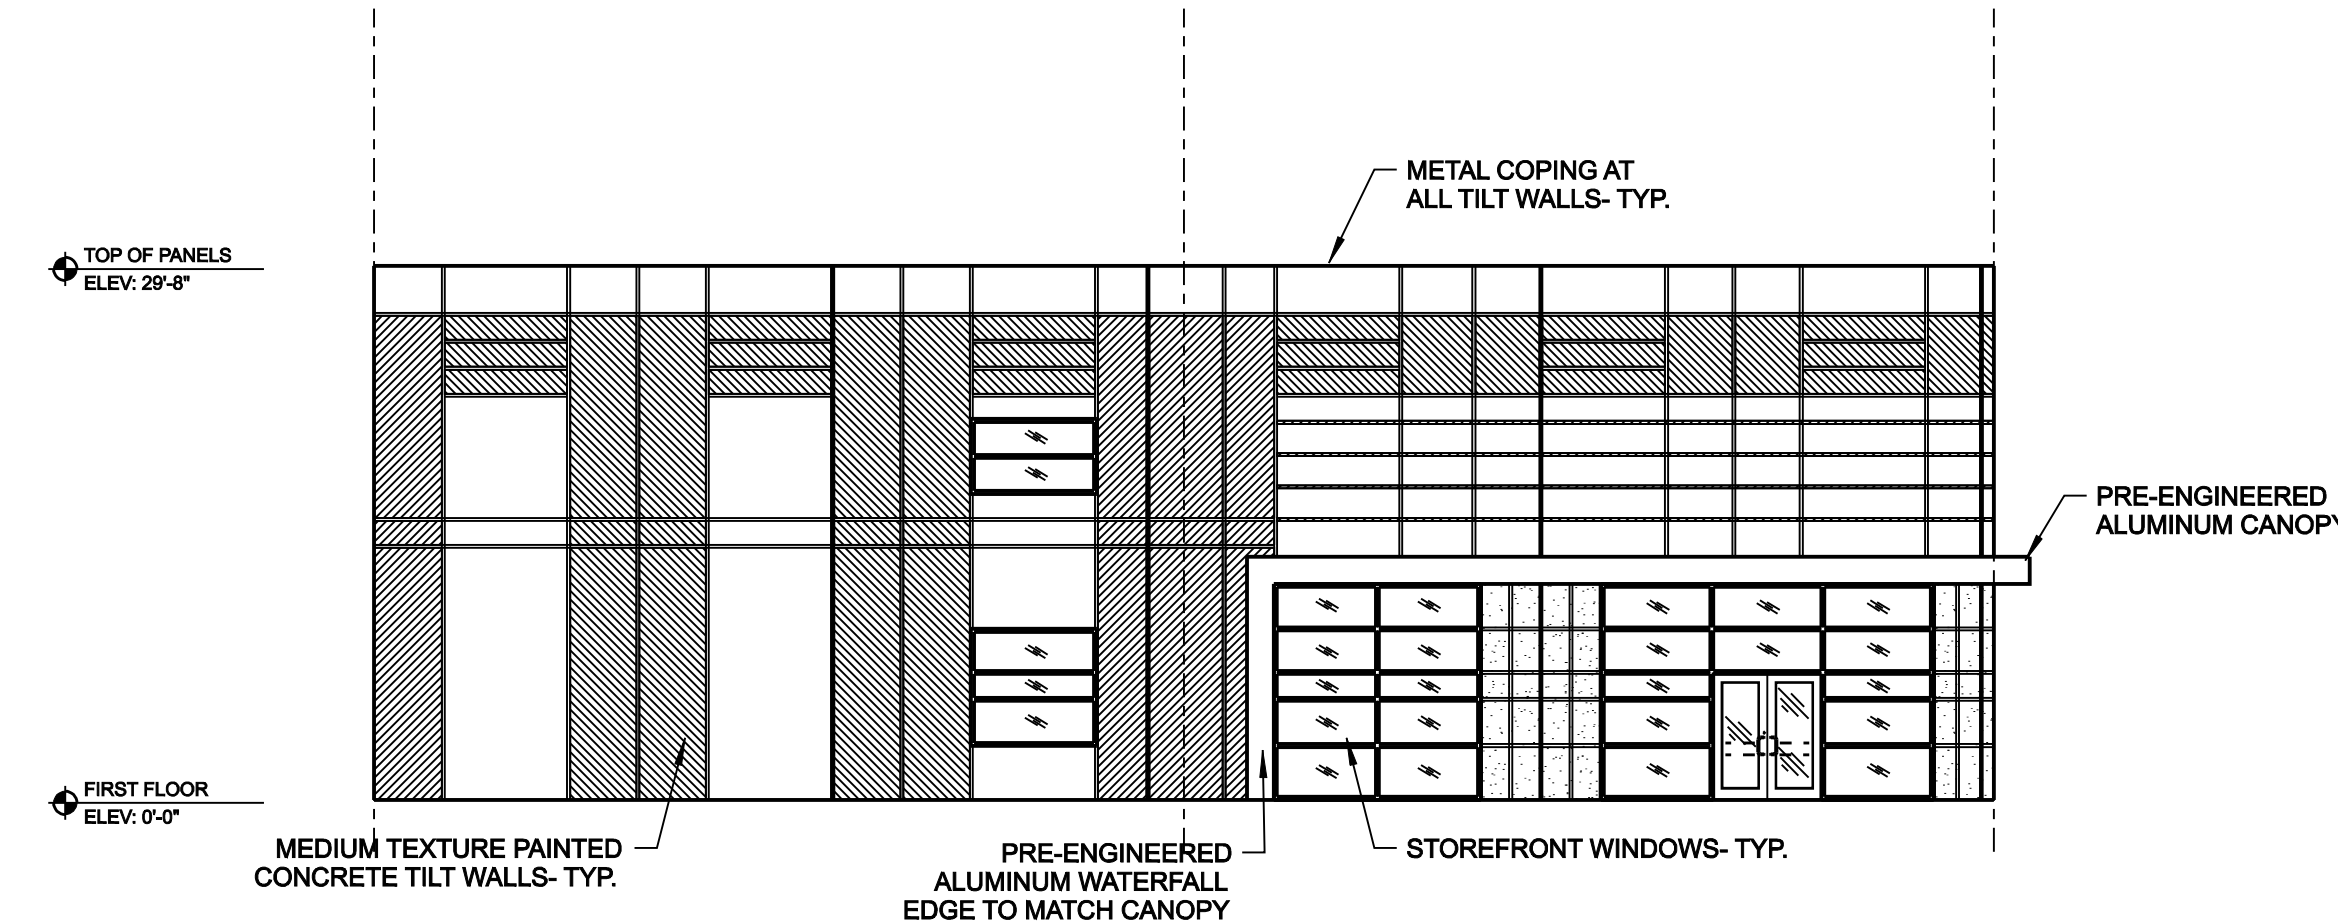 METAL COPING AT
ALL TILT WALLS- TYP.
TOP OF PANELS
ELEV: 29'-8"
PRE-ENGINEERED
ALUMINUM CANOPY
FIRST FLOOR
ELEV: 0'-0"
MEDIUM TEXTURE PAINTED
CONCRETE TILT WALLS- TYP.
PRE-ENGINEERED
ALUMINUM WATERFALL
EDGE TO MATCH CANOPY
STOREFRONT WINDOWS- TYP.